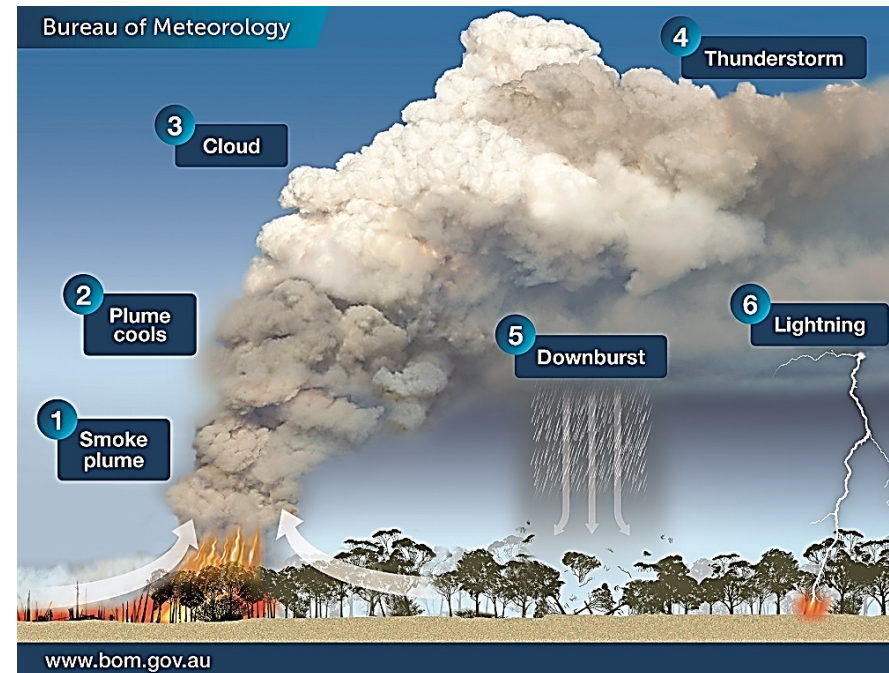 Bureau of Meteorology
4
Thunderstorm
3
Cloud
2
Plume
cools
6
Lightning
5
Downburst
1
Smoke
plume
www.bom.gov.au